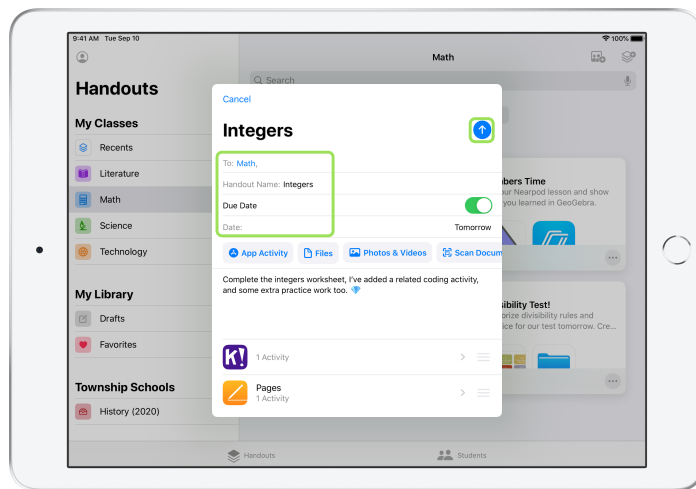 9:41 AM Tue Sep 10
100%
Handouts
My Classes
Recents
Literature
Math
Science
Technology
My Library
Drafts
Favorites
Township Schools
History (2020)
Math
Search
Cancel
Integers
To: Math,
Handout Name: Integers
Due Date
Date: Tomorrow
App Activity Files Photos & Videos Scan Docum
Complete the integers worksheet, I've added a related coding activity,
and some extra practice work too.
K!
1 Activity
Pages
1 Activity
bers Time
ur Nearpod lesson and show
you learned in GeoGebra.
sibility Test!
orize divisibility rules and
ice for our test tomorrow. Cre...
Handouts Students